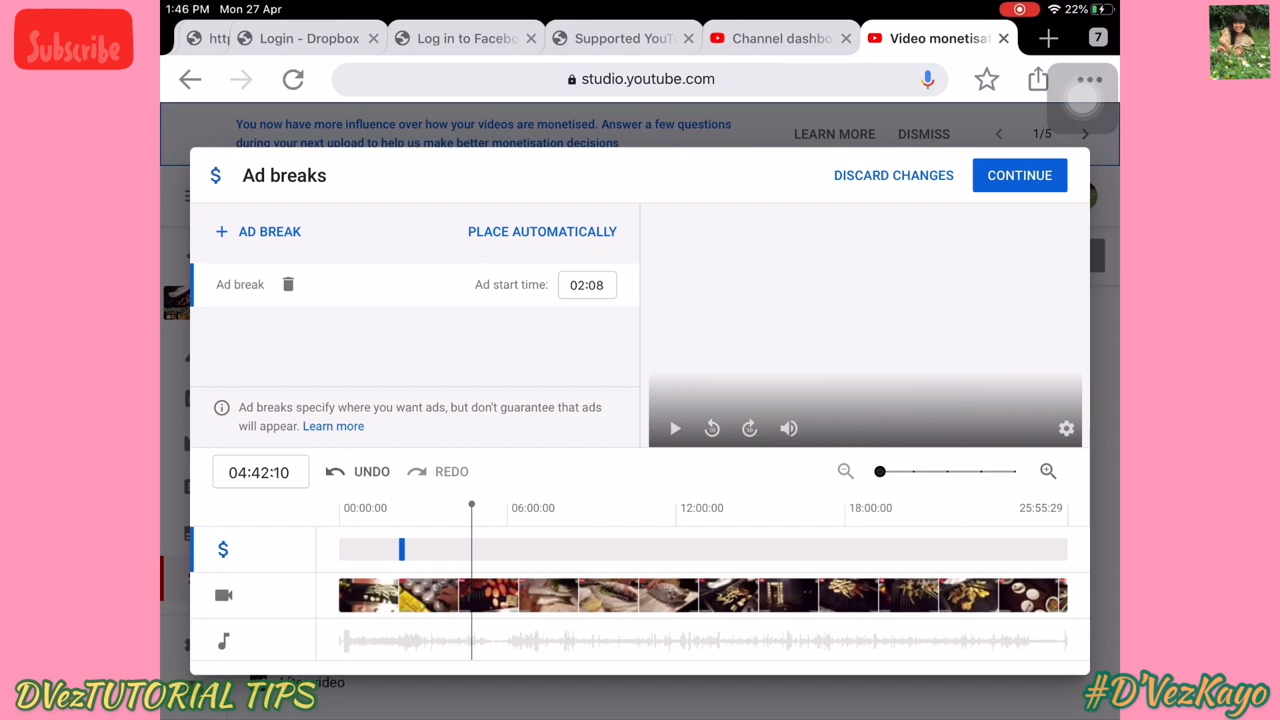 1:46 PM Mon 27 Apr
22%
Subscribe
http
Login - Dropbox
Log in to Facebo
Supported YouT
Channel dashbo
Video monetisat
7
studio.youtube.com
You now have more influence over how your videos are monetised. Answer a few questions
during your next upload to help us make better monetisation decisions
LEARN MORE
DISMISS
1/5
$ Ad breaks
DISCARD CHANGES
CONTINUE
+ AD BREAK
PLACE AUTOMATICALLY
Ad break
Ad start time:
02:08
Ad breaks specify where you want ads, but don't guarantee that ads
will appear. Learn more
04:42:10
UNDO
REDO
00:00:00
06:00:00
12:00:00
18:00:00
25:55:29
$
video
DVezTUTORIAL TIPS
#D'VezKayo